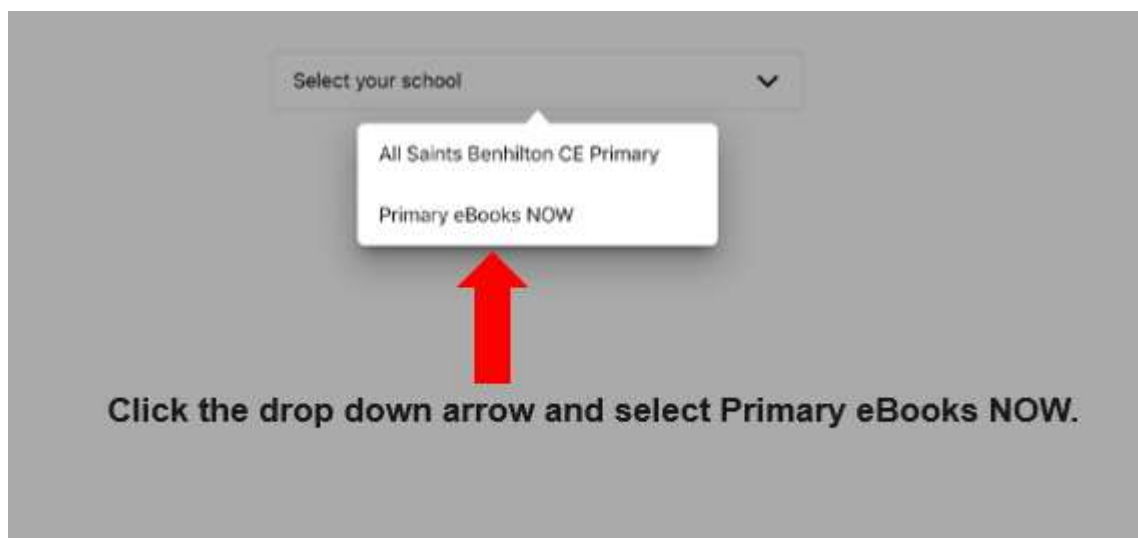 Select your school
All Saints Benhilton CE Primary
Primary eBooks NOW
Click the drop down arrow and select Primary eBooks NOW.